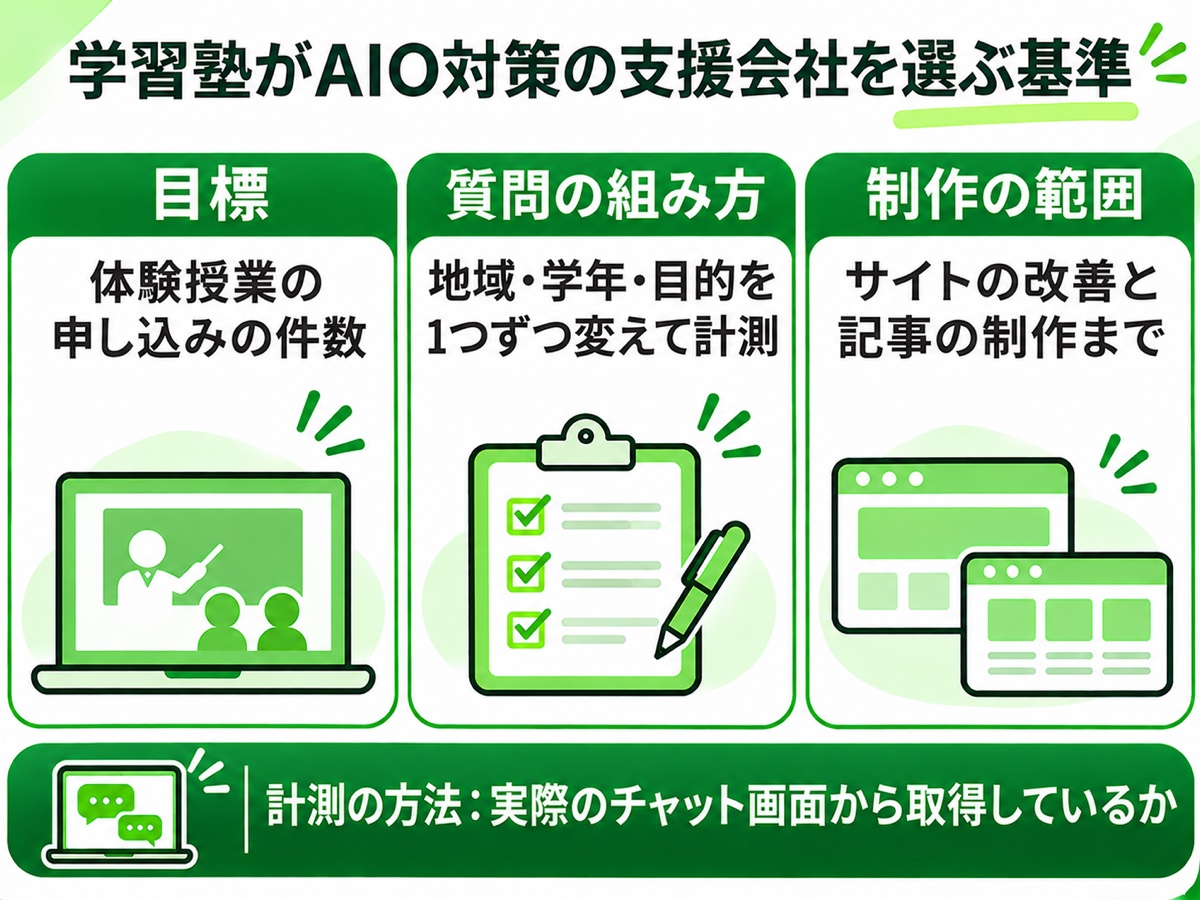 学習塾がAIO対策の支援会社を選ぶ基準
目標
体験授業の
申し込みの件数
質問の組み方
地域・学年・目的を
1つずつ変えて計測
制作の範囲
サイトの改善と
記事の制作まで
計測の方法：実際のチャット画面から取得しているか